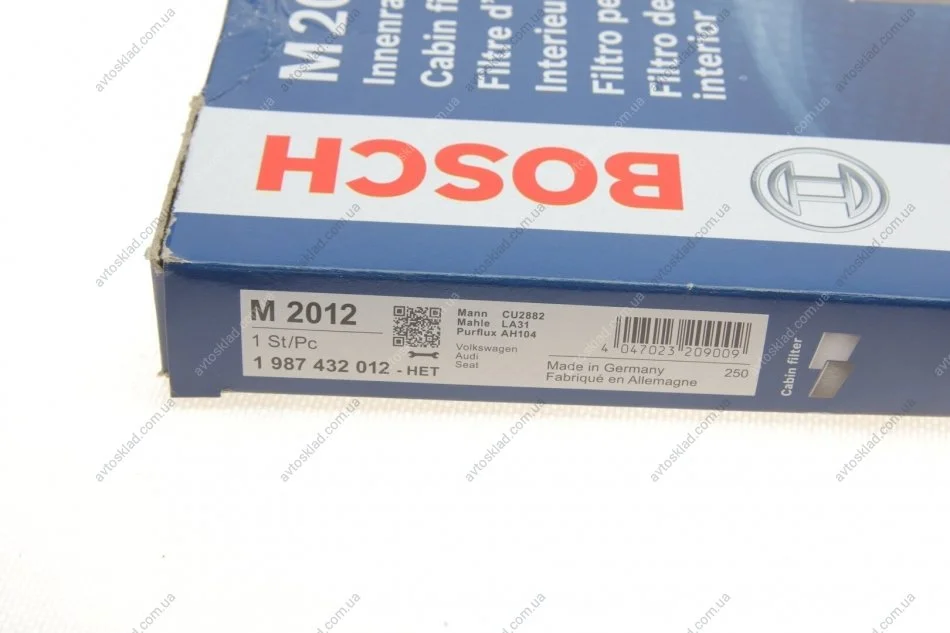 M 20
Innenra
Cabin fi
Filtre d'
Interieu
Filtro pe
Filtro de
interior
BOSCH
M 2012
1 St/Pc
1 987 432 012 - HET
Mann CU2882
Mahle LA31
Purflux AH104
Volkswagen
Audi
Seat
4 047023 209009
Made in Germany 250
Fabriqué en Allemagne
Cabin filter
avtosklad.com.ua